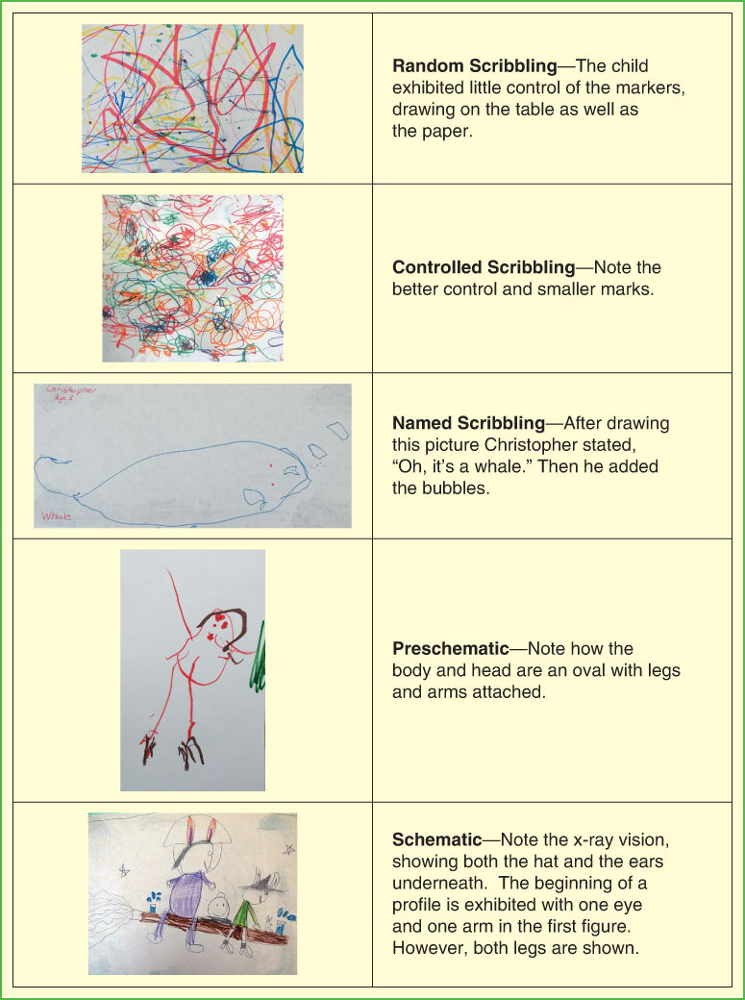 Random Scribbling—The child
exhibited little control of the markers,
drawing on the table as well as
the paper.
Controlled Scribbling—Note the
better control and smaller marks.
Christopher
Age 3
Whale
Named Scribbling—After drawing
this picture Christopher stated,
“Oh, it’s a whale.” Then he added
the bubbles.
Preschematic—Note how the
body and head are an oval with legs
and arms attached.
Schematic—Note the x-ray vision,
showing both the hat and the ears
underneath.  The beginning of a
profile is exhibited with one eye
and one arm in the first figure.
However, both legs are shown.